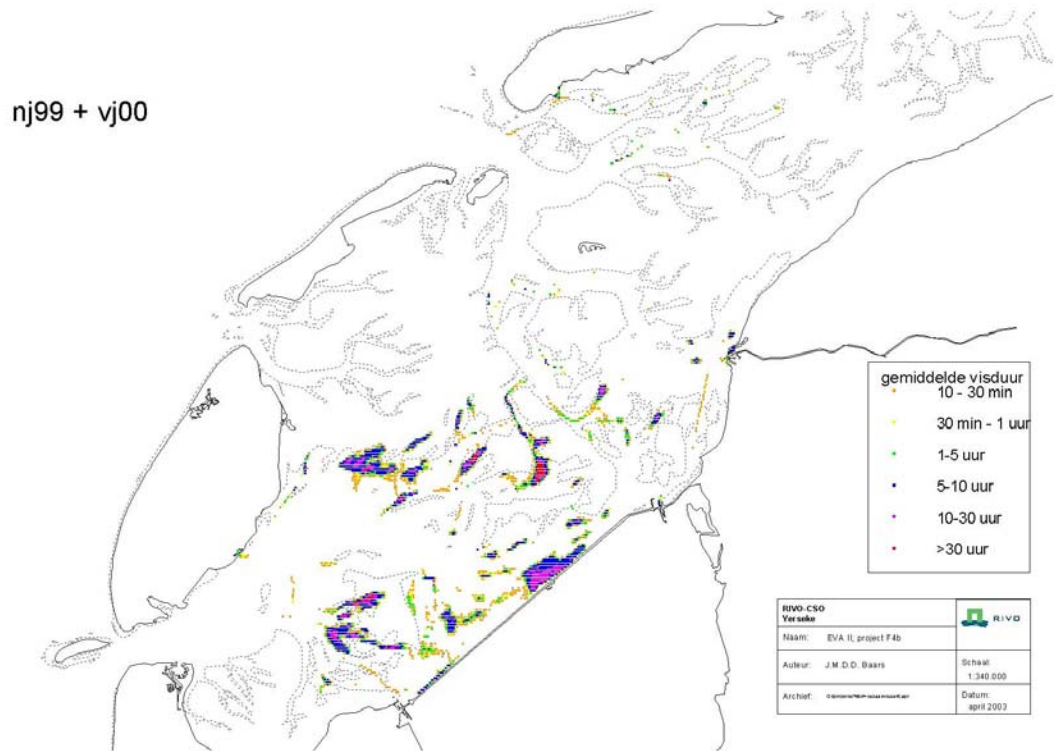 nj99 + vj00
gemiddelde visduur
10 - 30 min
30 min - 1 uur
1-5 uur
5-10 uur
10-30 uur
>30 uur
RIVO-CSO
Yerseke
RIVO
Naam: EVA II, project F4b
Auteur: J.M.D.D. Baars
Schaal:
1:340.000
Archief:
Datum:
april 2003